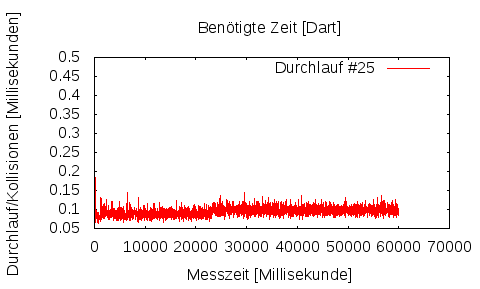 Benötigte Zeit [Dart]
Durchlauf/Kollisionen [Millisekunden]
Durchlauf #25
0.5
0.45
0.4
0.35
0.3
0.25
0.2
0.15
0.1
0.05
0 10000 20000 30000 40000 50000 60000 70000
Messzeit [Millisekunde]